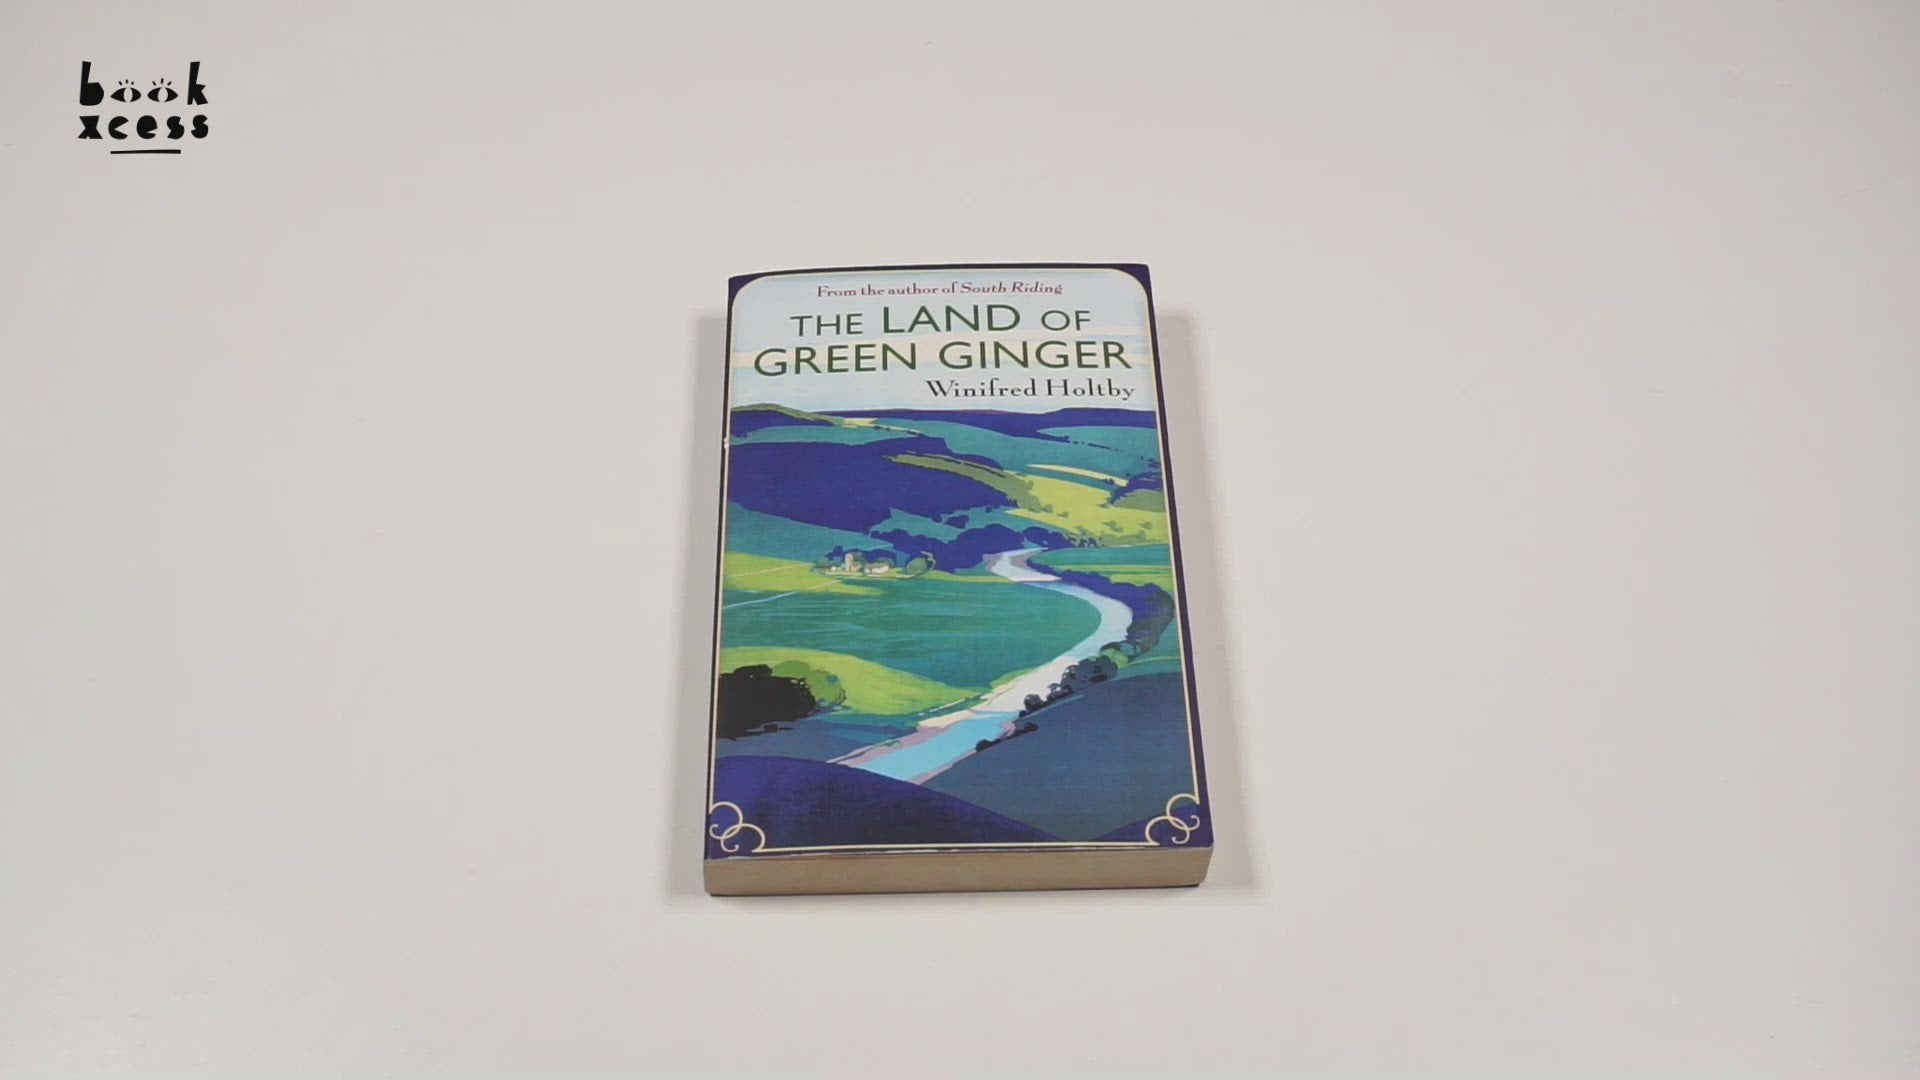 book
xcess
From the author of South Riding
THE LAND OF
GREEN GINGER
Winifred Holtby